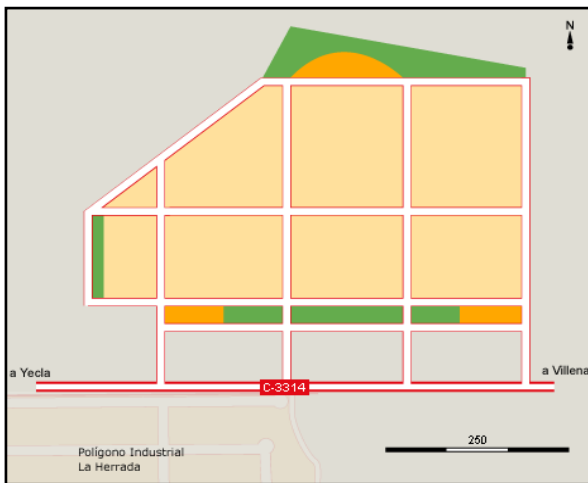 N
a Yecla
a Villena
C-3314
250
Polígono Industrial
La Herrada